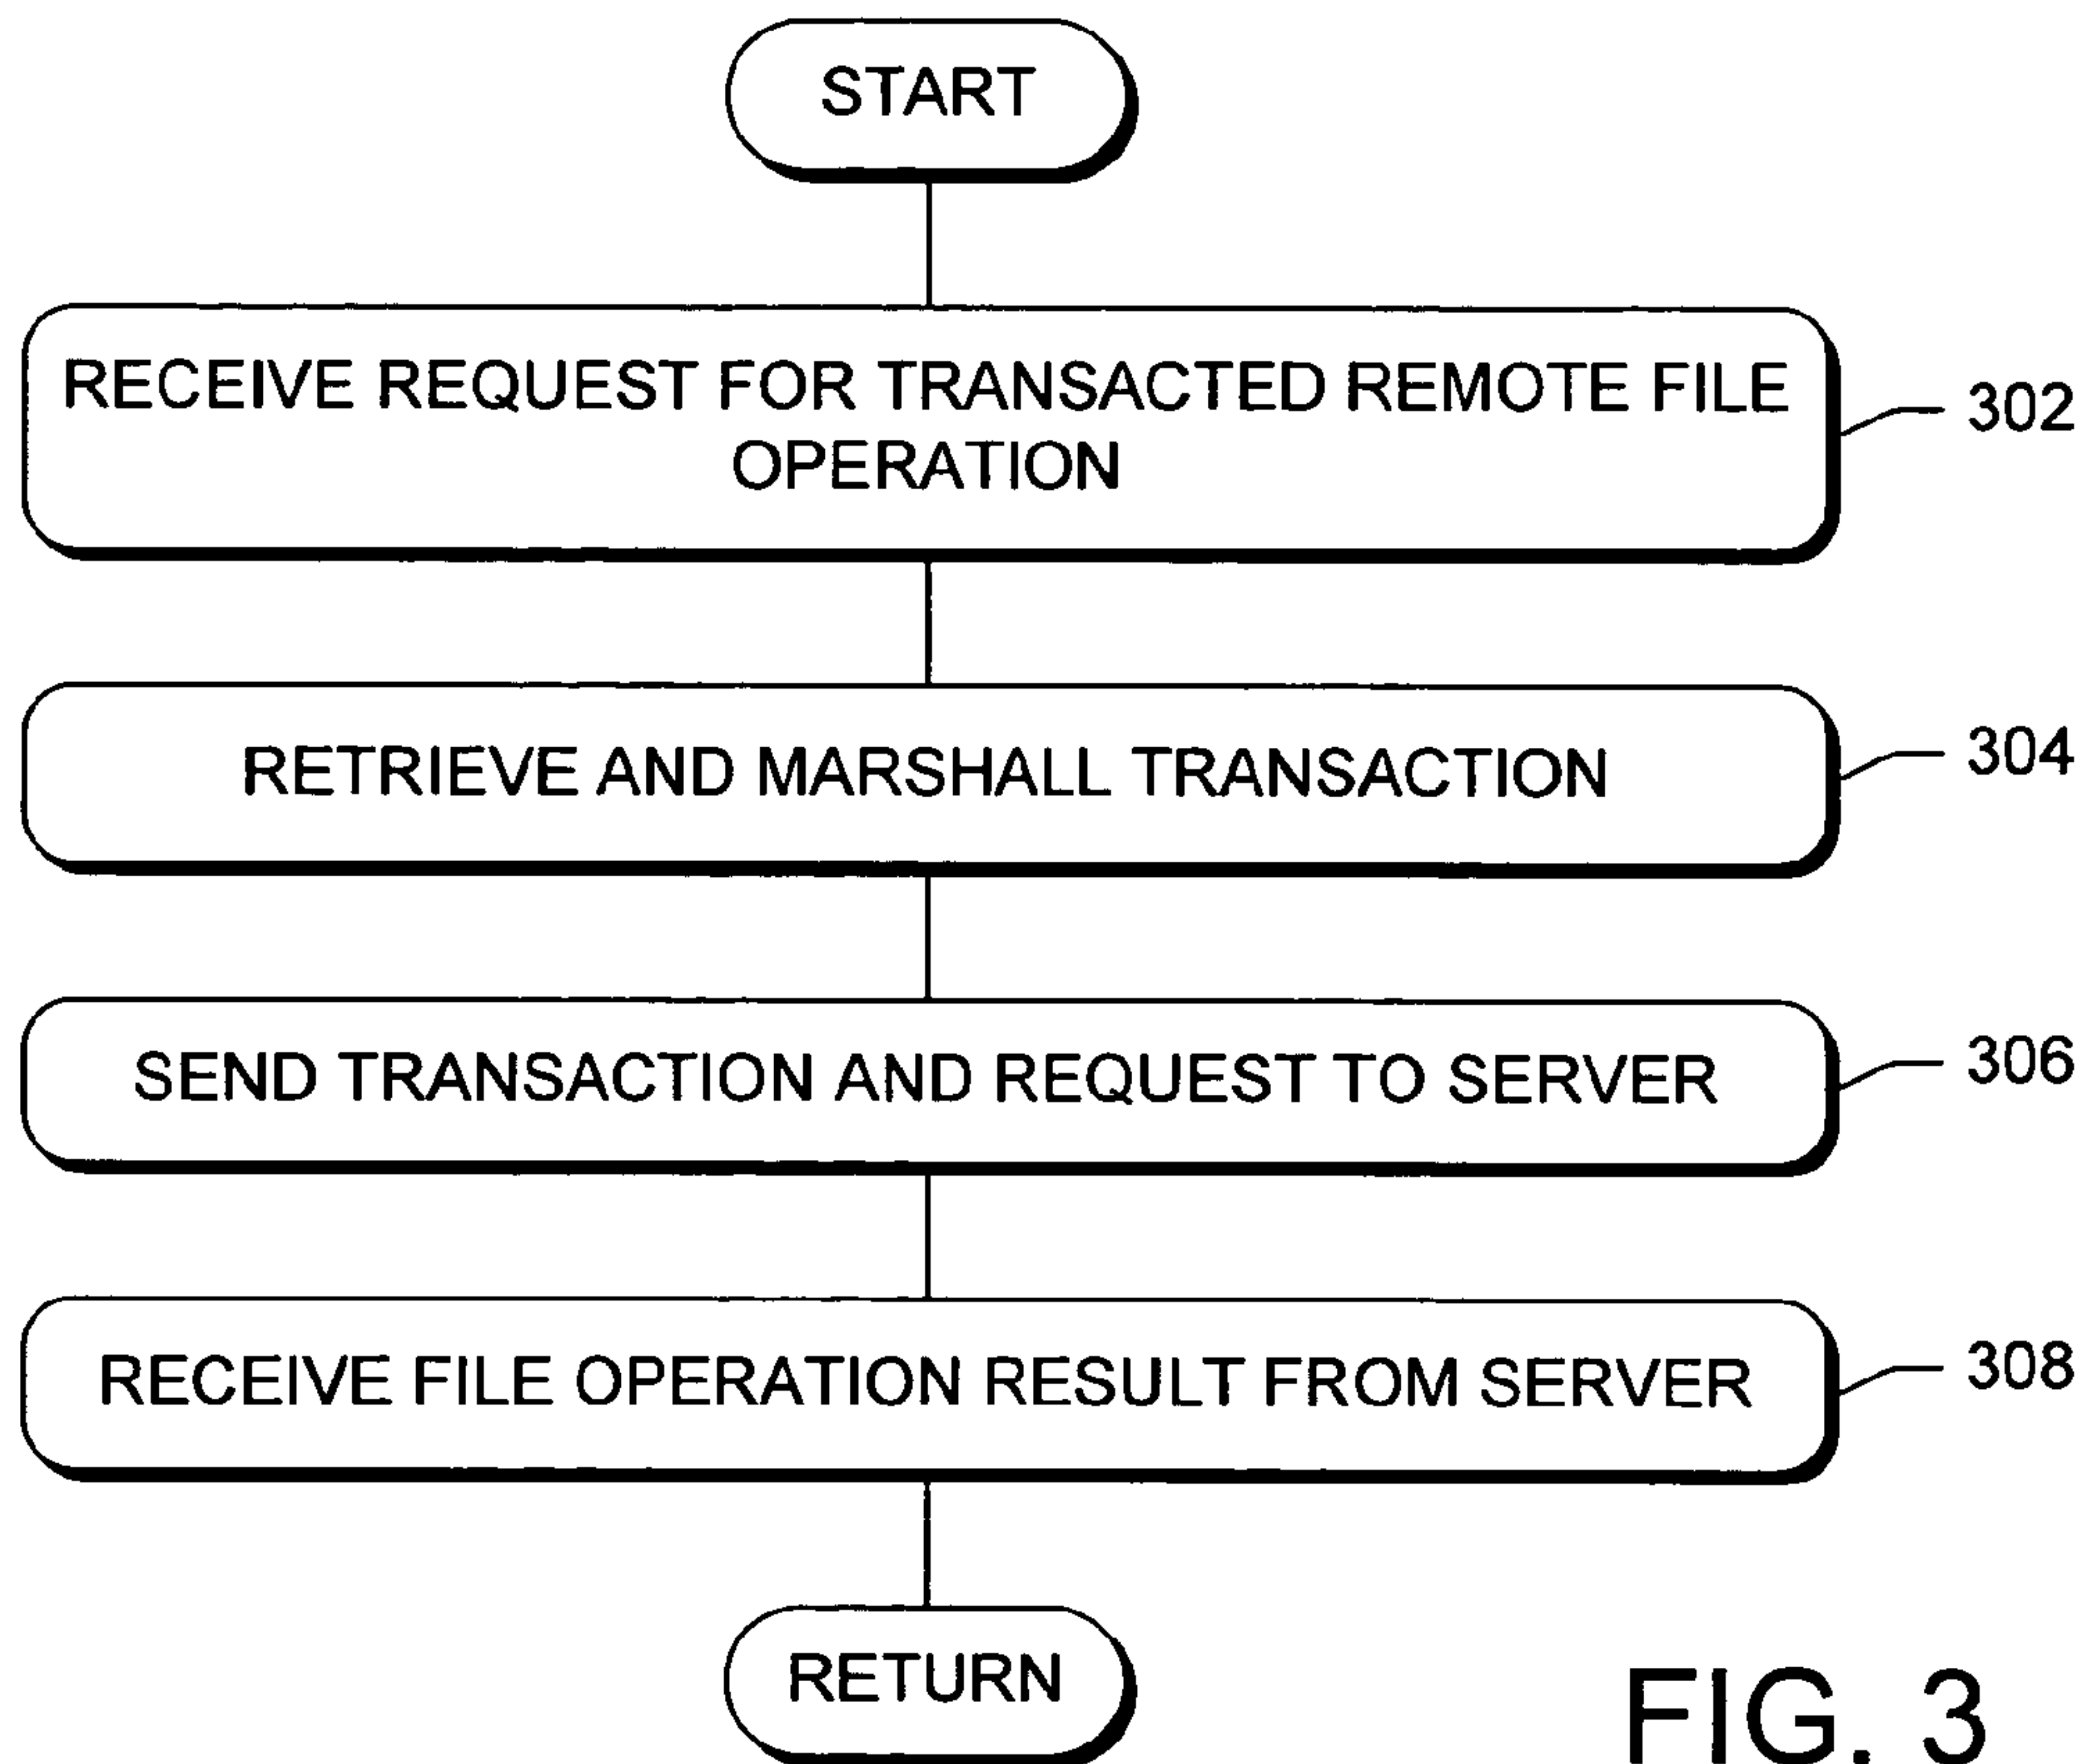 START
RECEIVE REQUEST FOR TRANSACTED REMOTE FILE
OPERATION
302
RETRIEVE AND MARSHALL TRANSACTION
304
SEND TRANSACTION AND REQUEST TO SERVER
306
RECEIVE FILE OPERATION RESULT FROM SERVER
308
RETURN
FIG. 3